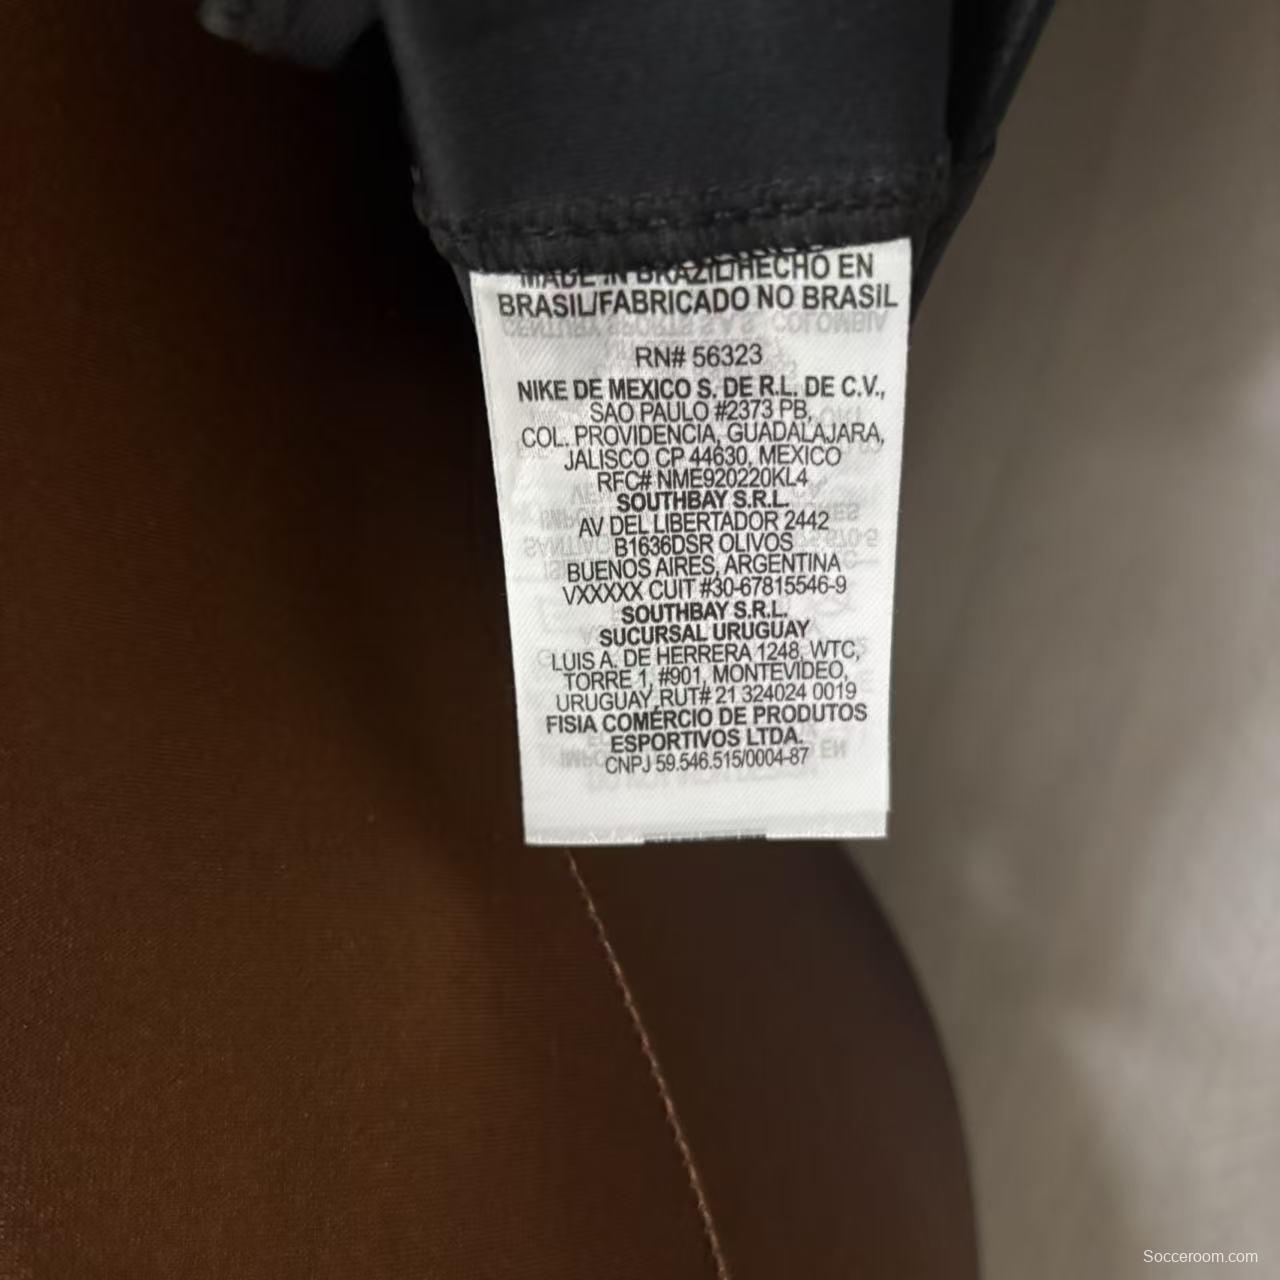 MADE IN BRAZIL/HECHO EN
BRASIL/FABRICADO NO BRASIL
RN# 56323
NIKE DE MEXICO S. DE R.L. DE C.V.,
SAO PAULO #2373 PB,
COL. PROVIDENCIA, GUADALAJARA,
JALISCO CP 44630, MEXICO
RFC# NME920220KL4
SOUTHBAY S.R.L.
AV DEL LIBERTADOR 2442
B1636DSR OLIVOS
BUENOS AIRES, ARGENTINA
VXXXXX CUIT #30-67815546-9
SOUTHBAY S.R.L.
SUCURSAL URUGUAY
LUIS A. DE HERRERA 1248, WTC,
TORRE 1, #901, MONTEVIDEO,
URUGUAY,RUT# 21 324024 0019
FISIA COMÉRCIO DE PRODUTOS
ESPORTIVOS LTDA.
CNPJ 59.546.515/0004-87
Socceroom.com